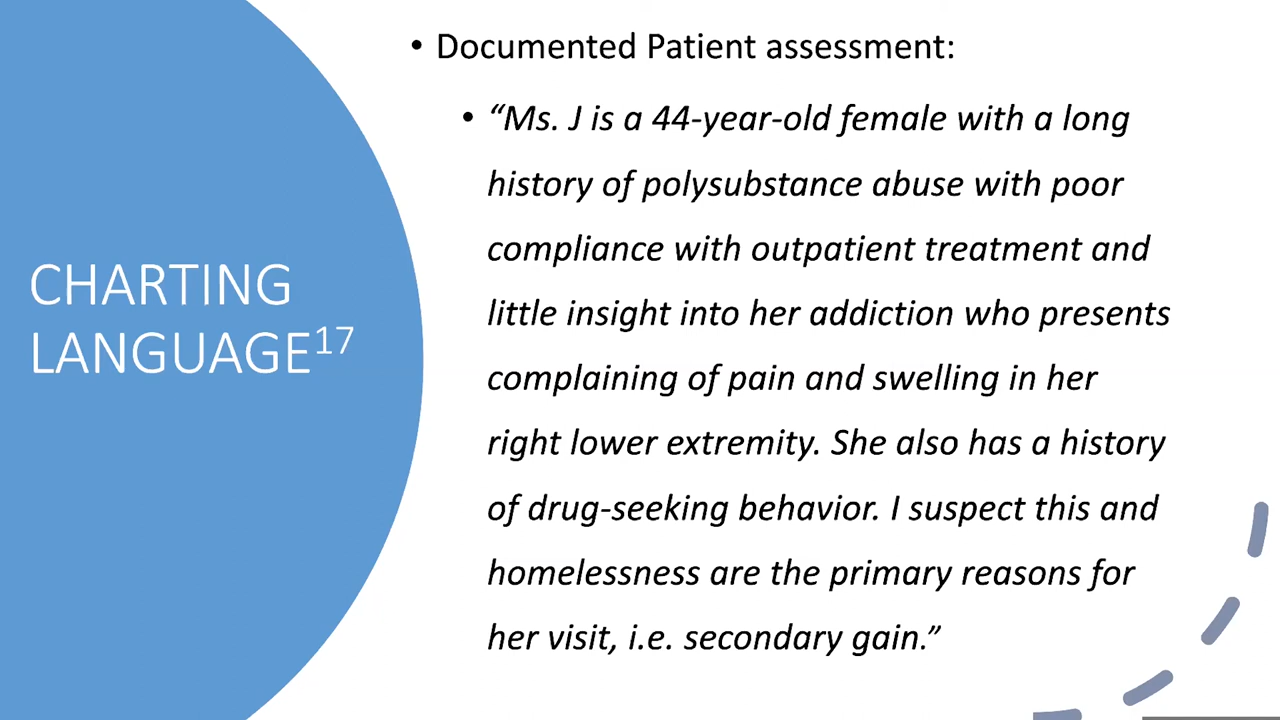 CHARTING
LANGUAGE17
• Documented Patient assessment:
• “Ms. J is a 44-year-old female with a long
history of polysubstance abuse with poor
compliance with outpatient treatment and
little insight into her addiction who presents
complaining of pain and swelling in her
right lower extremity. She also has a history
of drug-seeking behavior. I suspect this and
homelessness are the primary reasons for
her visit, i.e. secondary gain.”